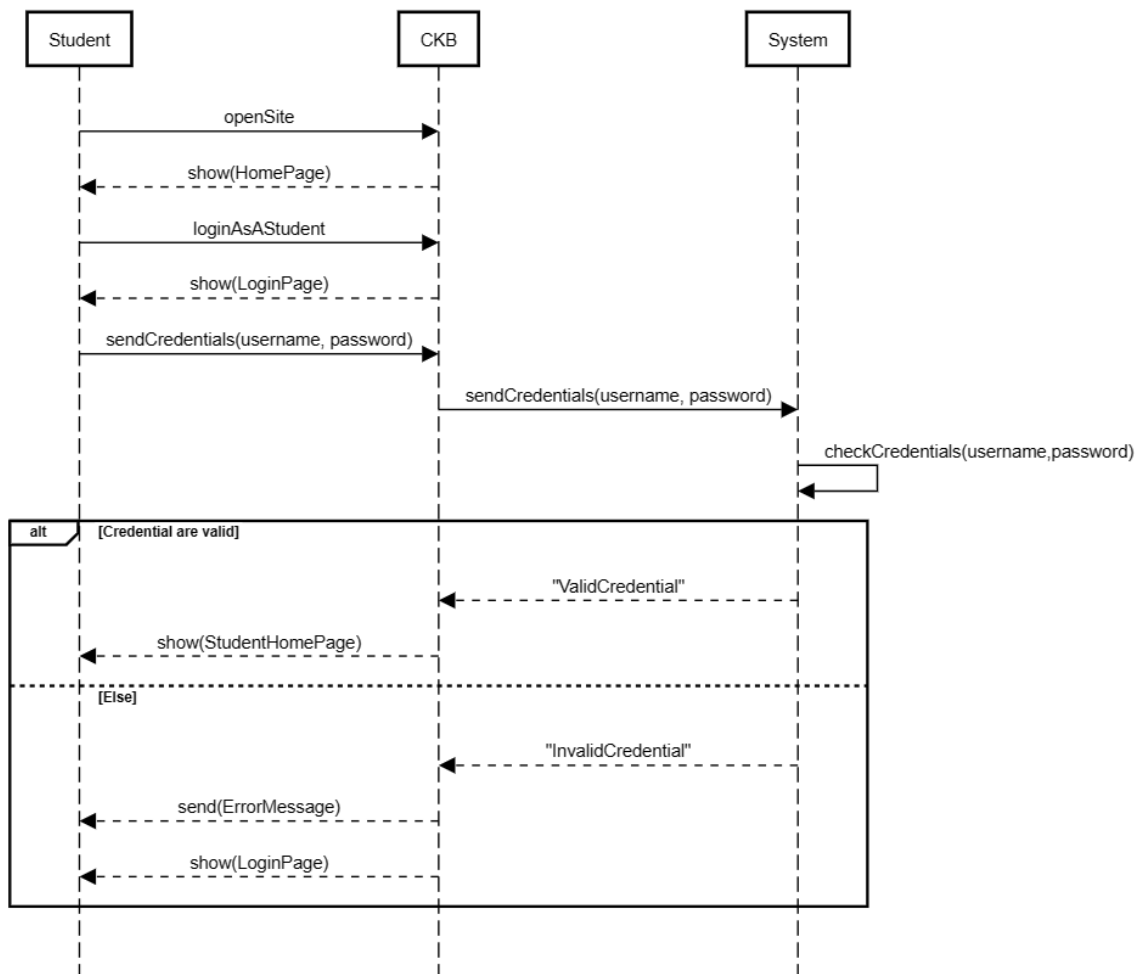 Student
CKB
System
openSite
show(HomePage)
loginAsAStudent
show(LoginPage)
sendCredentials(username, password)
sendCredentials(username, password)
checkCredentials(username,password)
alt
[Credential are valid]
"ValidCredential"
show(StudentHomePage)
[Else]
"InvalidCredential"
send(ErrorMessage)
show(LoginPage)